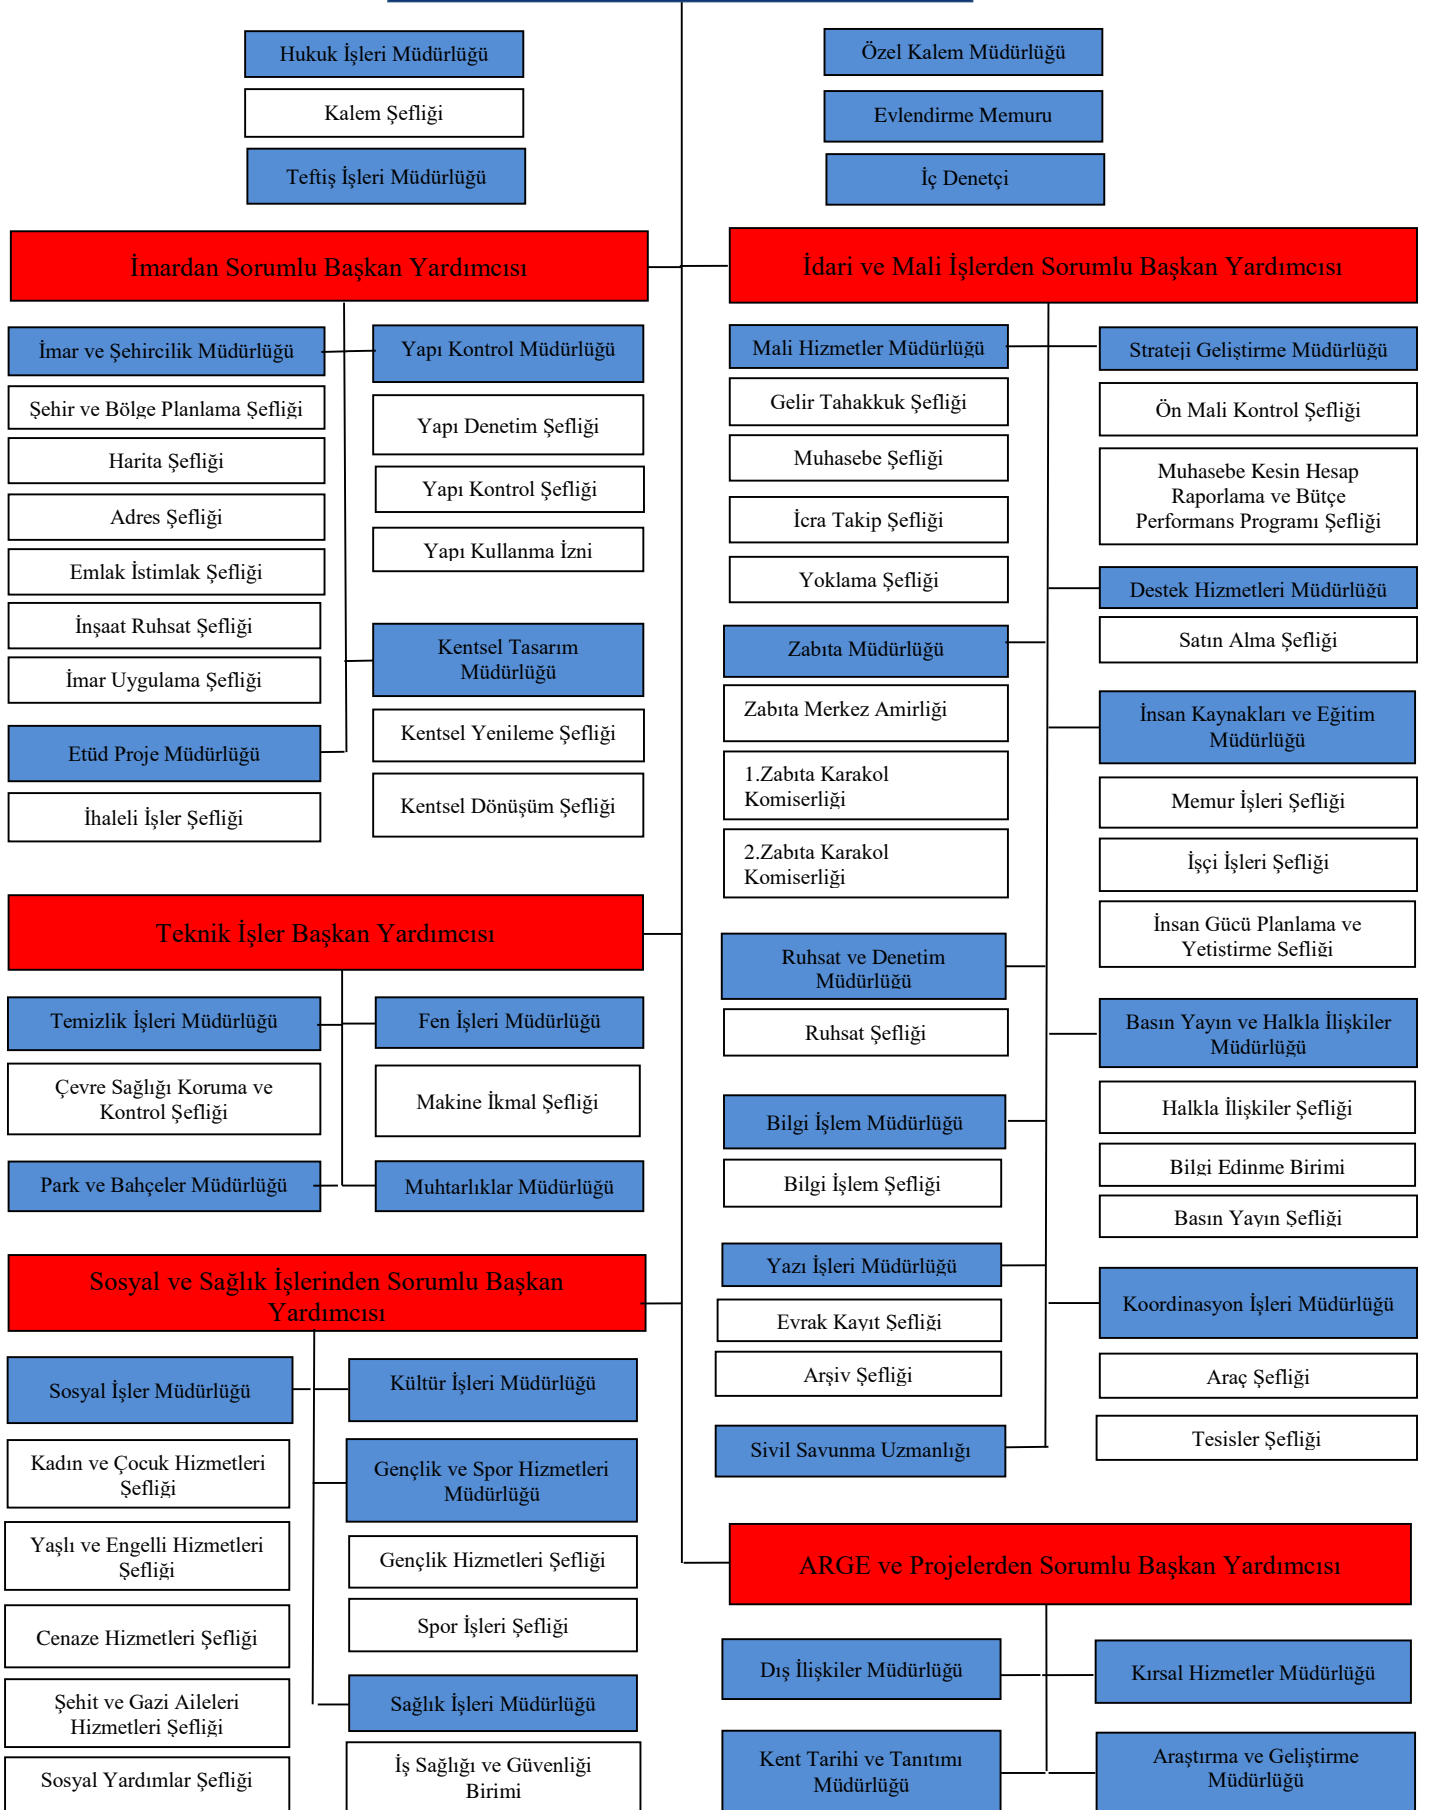 Hukuk İşleri Müdürlüğü
Kalem Şefliği
Teftiş İşleri Müdürlüğü
Özel Kalem Müdürlüğü
Evlendirme Memuru
İç Denetçi
İmardan Sorumlu Başkan Yardımcısı
İmar ve Şehircilik Müdürlüğü
Şehir ve Bölge Planlama Şefliği
Harita Şefliği
Adres Şefliği
Emlak İstimlak Şefliği
İnşaat Ruhsat Şefliği
İmar Uygulama Şefliği
Etüd Proje Müdürlüğü
İhaleli İşler Şefliği
Yapı Kontrol Müdürlüğü
Yapı Denetim Şefliği
Yapı Kontrol Şefliği
Yapı Kullanma İzni
Kentsel Tasarım
Müdürlüğü
Kentsel Yenileme Şefliği
Kentsel Dönüşüm Şefliği
İdari ve Mali İşlerden Sorumlu Başkan Yardımcısı
Mali Hizmetler Müdürlüğü
Gelir Tahakkuk Şefliği
Muhasebe Şefliği
İcra Takip Şefliği
Yoklama Şefliği
Zabıta Müdürlüğü
Zabıta Merkez Amirliği
1.Zabıta Karakol
Komiserliği
2.Zabıta Karakol
Komiserliği
Ruhsat ve Denetim
Müdürlüğü
Ruhsat Şefliği
Bilgi İşlem Müdürlüğü
Bilgi İşlem Şefliği
Yazı İşleri Müdürlüğü
Evrak Kayıt Şefliği
Arşiv Şefliği
Sivil Savunma Uzmanlığı
Strateji Geliştirme Müdürlüğü
Ön Mali Kontrol Şefliği
Muhasebe Kesin Hesap
Raporlama ve Bütçe
Performans Programı Şefliği
Destek Hizmetleri Müdürlüğü
Satın Alma Şefliği
İnsan Kaynakları ve Eğitim
Müdürlüğü
Memur İşleri Şefliği
İşçi İşleri Şefliği
İnsan Gücü Planlama ve
Yetiştirme Şefliği
Basın Yayın ve Halkla İlişkiler
Müdürlüğü
Halkla İlişkiler Şefliği
Bilgi Edinme Birimi
Basın Yayın Şefliği
Koordinasyon İşleri Müdürlüğü
Araç Şefliği
Tesisler Şefliği
Teknik İşler Başkan Yardımcısı
Temizlik İşleri Müdürlüğü
Çevre Sağlığı Koruma ve
Kontrol Şefliği
Park ve Bahçeler Müdürlüğü
Fen İşleri Müdürlüğü
Makine İkmal Şefliği
Muhtarlıklar Müdürlüğü
Sosyal ve Sağlık İşlerinden Sorumlu Başkan
Yardımcısı
Sosyal İşler Müdürlüğü
Kadın ve Çocuk Hizmetleri
Şefliği
Yaşlı ve Engelli Hizmetleri
Şefliği
Cenaze Hizmetleri Şefliği
Şehit ve Gazi Aileleri
Hizmetleri Şefliği
Sosyal Yardımlar Şefliği
Kültür İşleri Müdürlüğü
Gençlik ve Spor Hizmetleri
Müdürlüğü
Gençlik Hizmetleri Şefliği
Spor İşleri Şefliği
Sağlık İşleri Müdürlüğü
İş Sağlığı ve Güvenliği
Birimi
ARGE ve Projelerden Sorumlu Başkan Yardımcısı
Dış İlişkiler Müdürlüğü
Kırsal Hizmetler Müdürlüğü
Kent Tarihi ve Tanıtımı
Müdürlüğü
Araştırma ve Geliştirme
Müdürlüğü